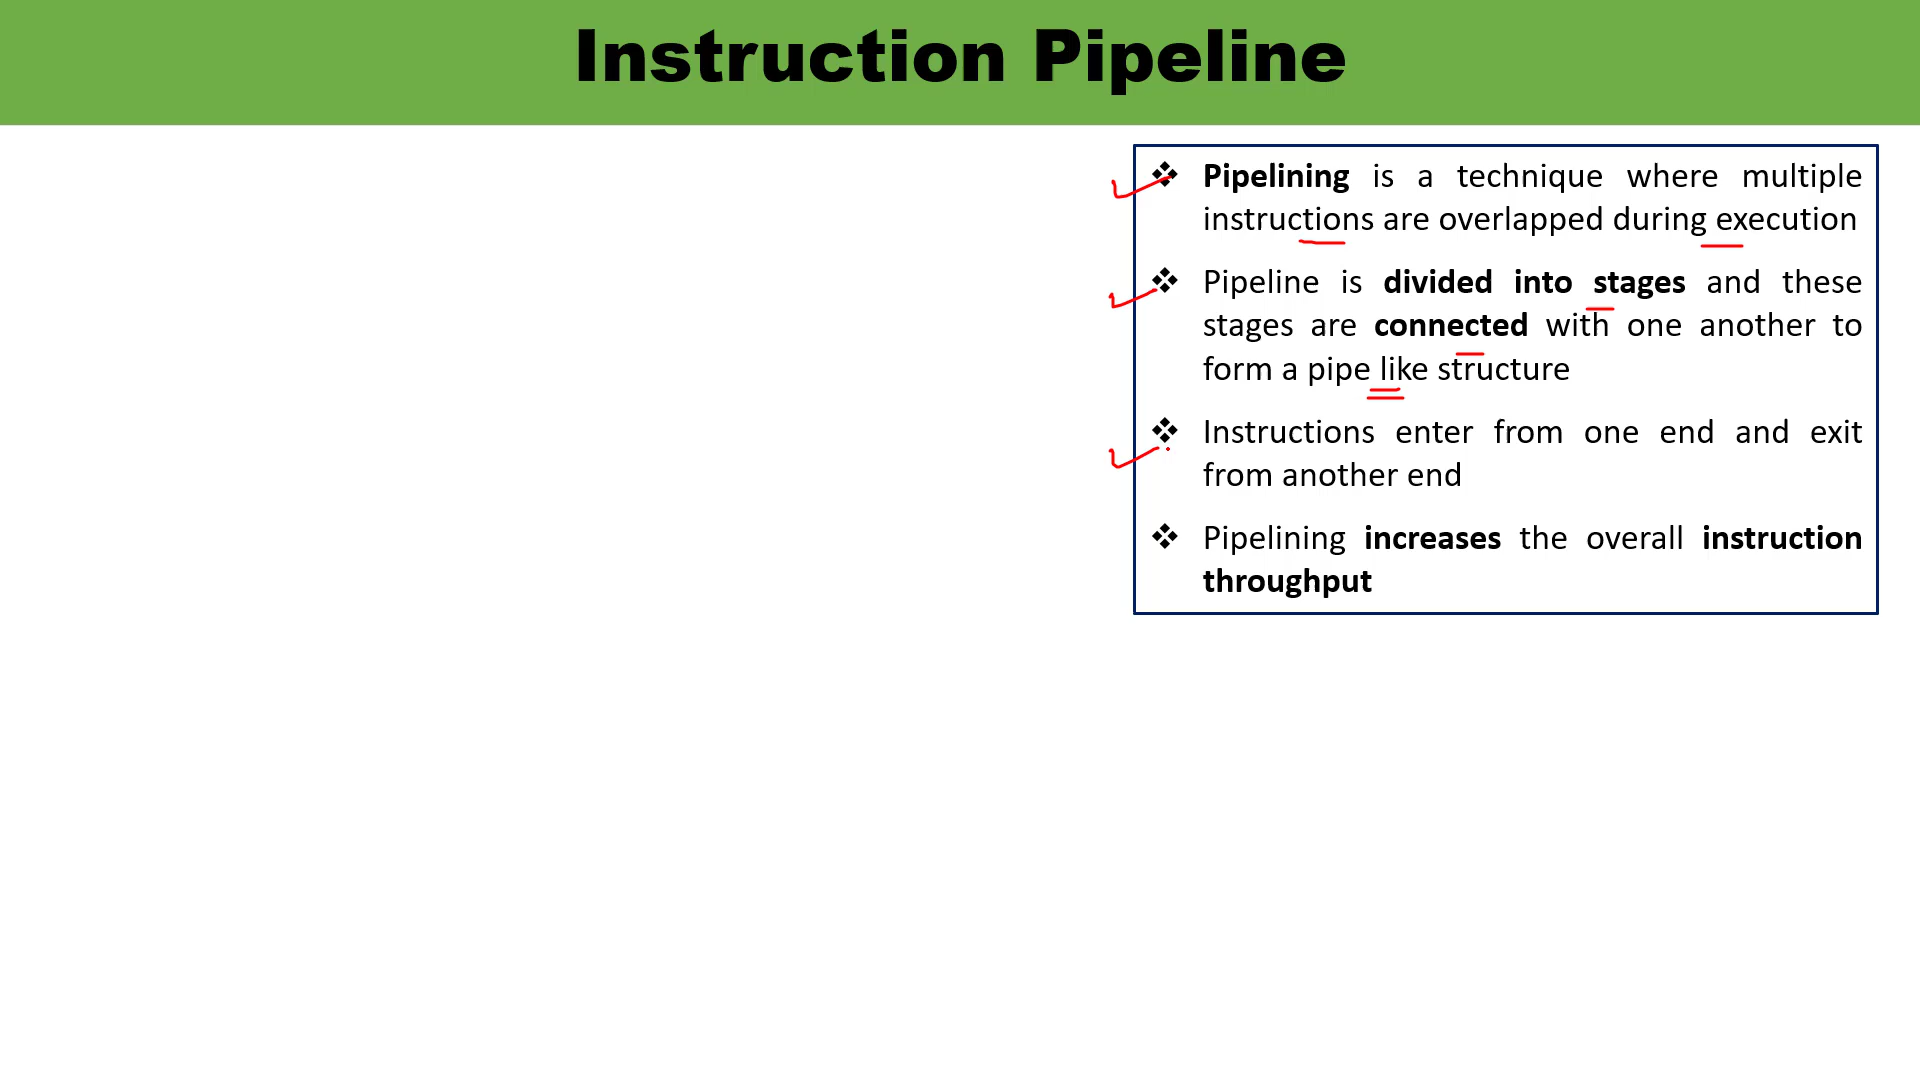 Instruction Pipeline
❖ Pipelining is a technique where multiple
instructions are overlapped during execution
❖ Pipeline is divided into stages and these
stages are connected with one another to
form a pipe like structure
❖ Instructions enter from one end and exit
from another end
❖ Pipelining increases the overall instruction
throughput